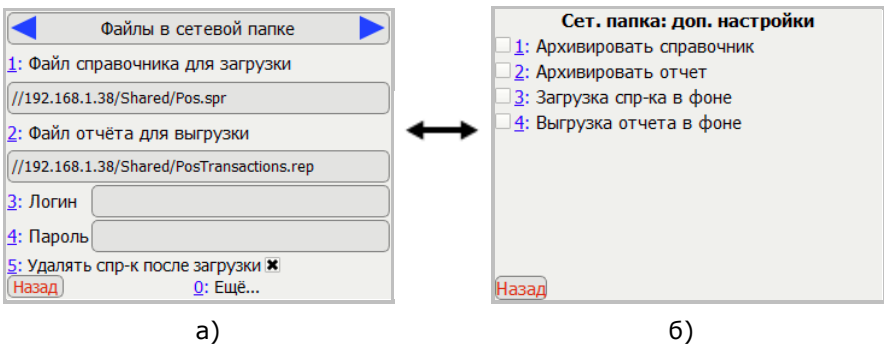 Файлы в сетевой папке
1: Файл справочника для загрузки
//192.168.1.38/Shared/Pos.spr
2: Файл отчёта для выгрузки
//192.168.1.38/Shared/PosTransactions.rep
3: Логин
4: Пароль
5: Удалять спр-к после загрузки
Назад
0: Ещё...
а)
Сет. папка: доп. настройки
1: Архивировать справочник
2: Архивировать отчет
3: Загрузка спр-ка в фоне
4: Выгрузка отчета в фоне
Назад
б)